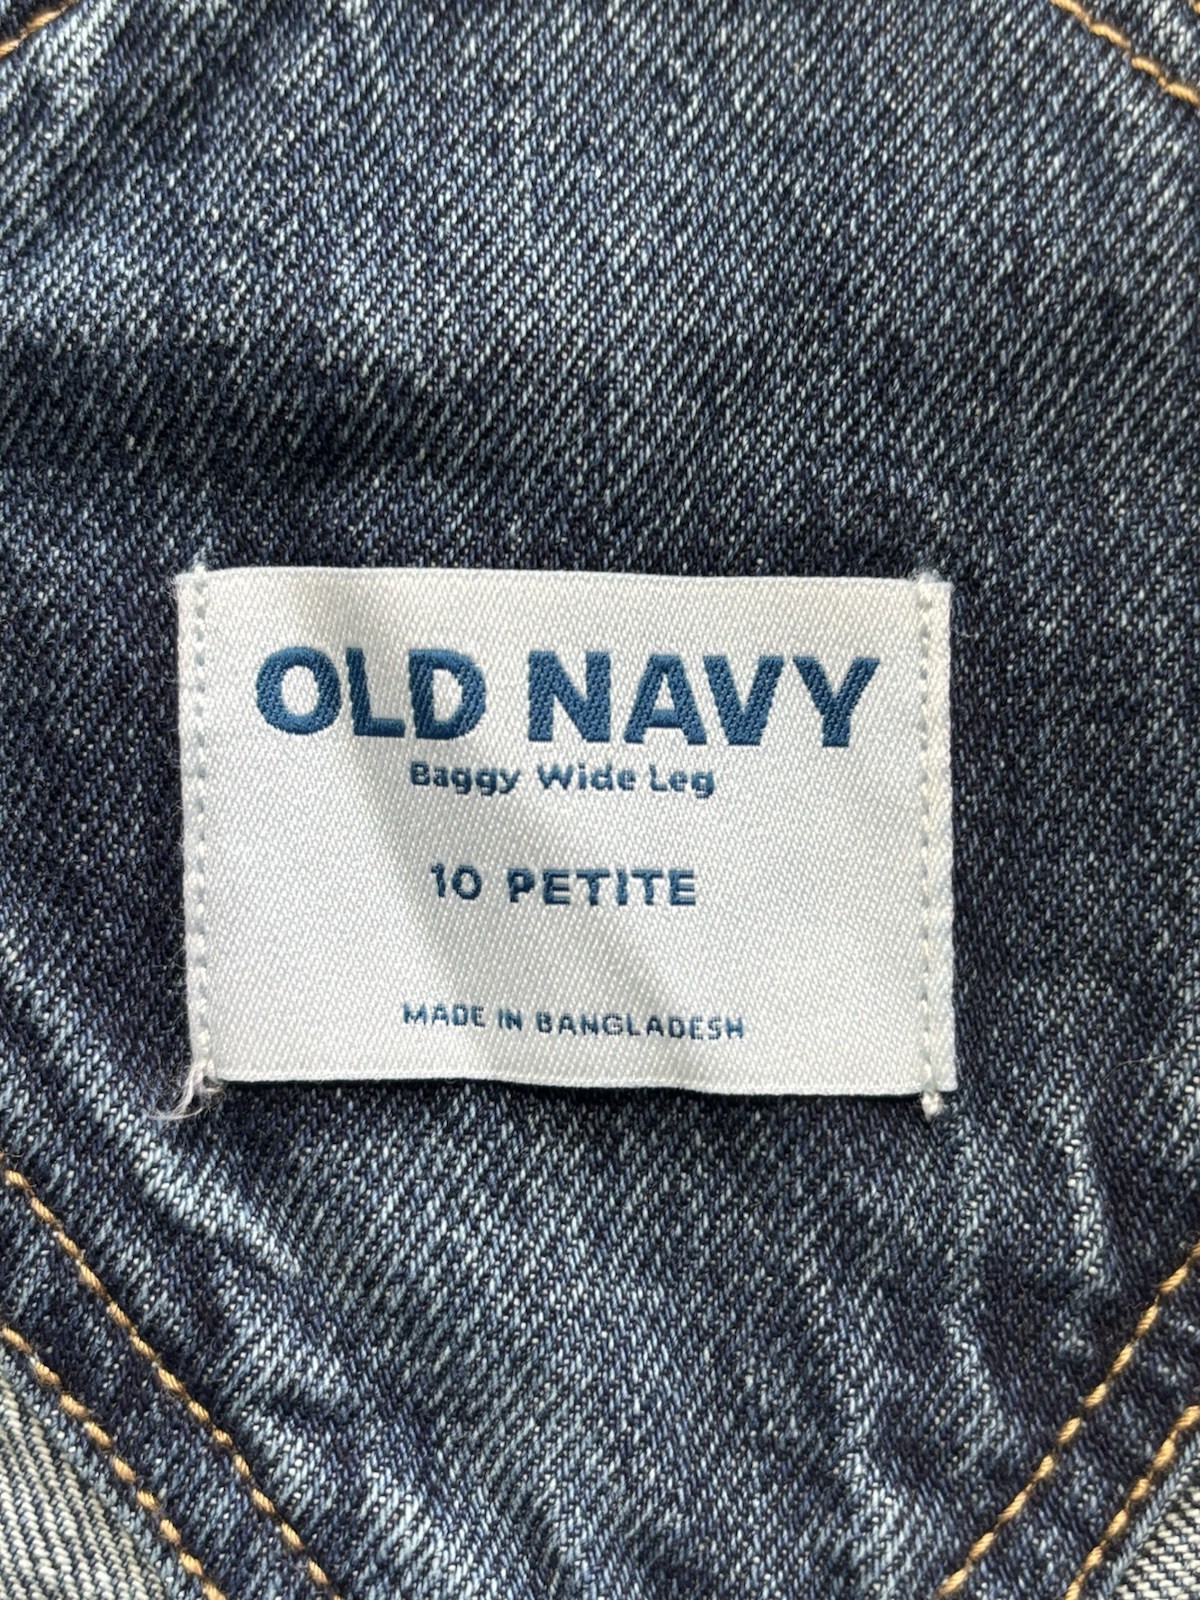 OLD NAVY
Baggy Wide Leg
10 PETITE
MADE IN BANGLADESH